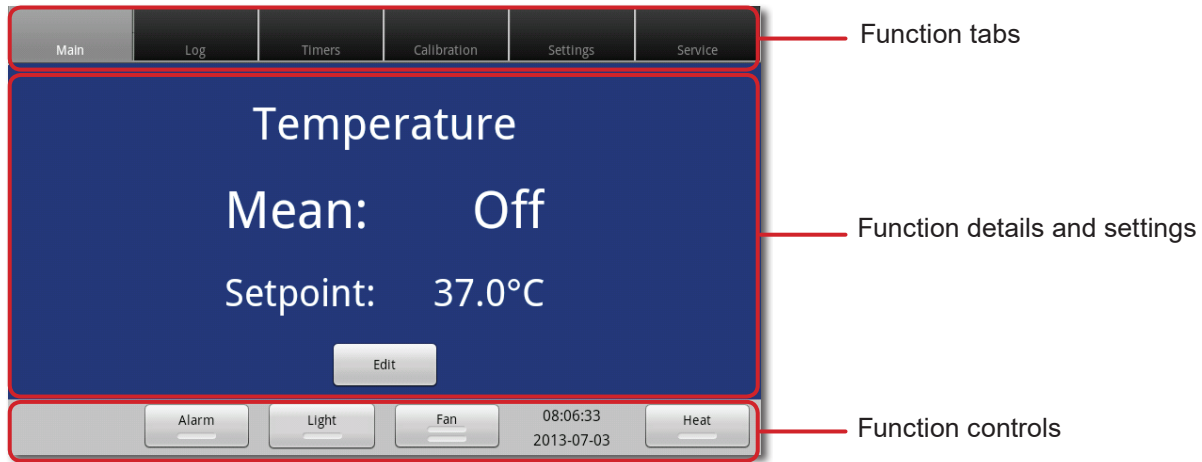 Main Log Timers Calibration Settings Service
Function tabs
Temperature
Mean: Off
Function details and settings
Setpoint: 37.0°C
Edit
Alarm Light Fan 08:06:33 Heat
2013-07-03
Function controls